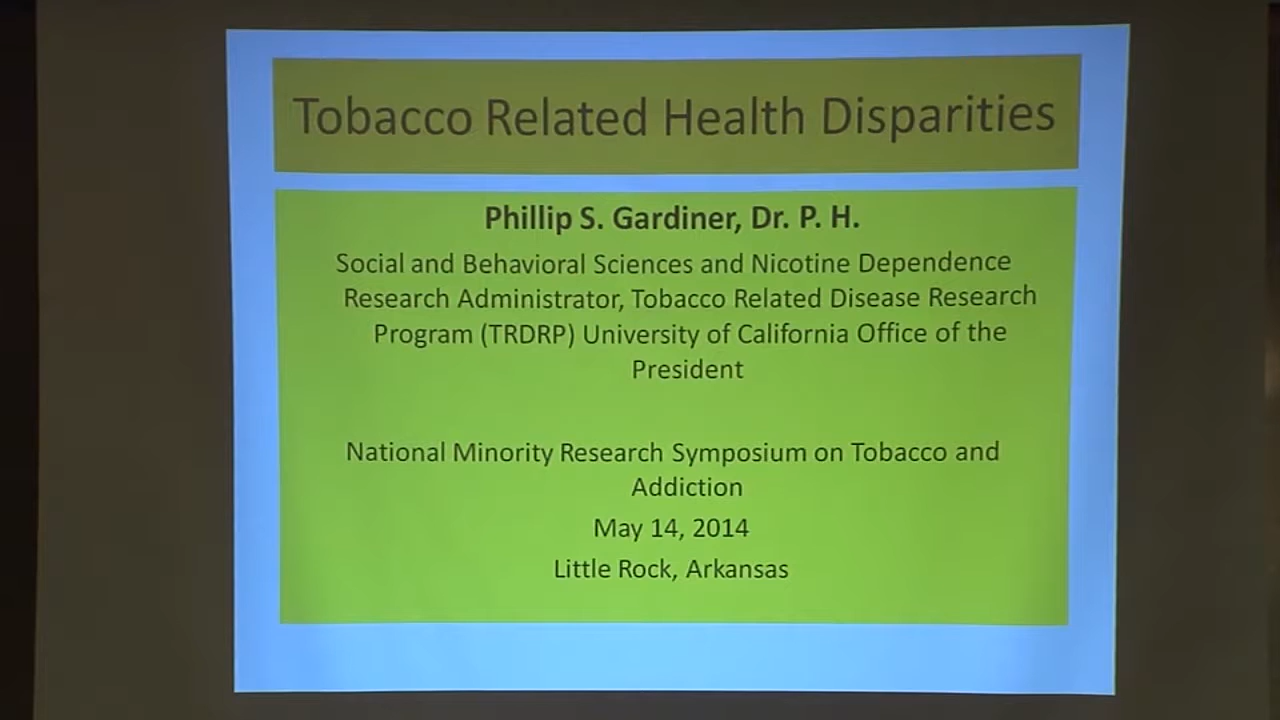 Tobacco Related Health Disparities
Phillip S. Gardiner, Dr. P. H.
Social and Behavioral Sciences and Nicotine Dependence
Research Administrator, Tobacco Related Disease Research
Program (TRDRP) University of California Office of the
President
National Minority Research Symposium on Tobacco and
Addiction
May 14, 2014
Little Rock, Arkansas